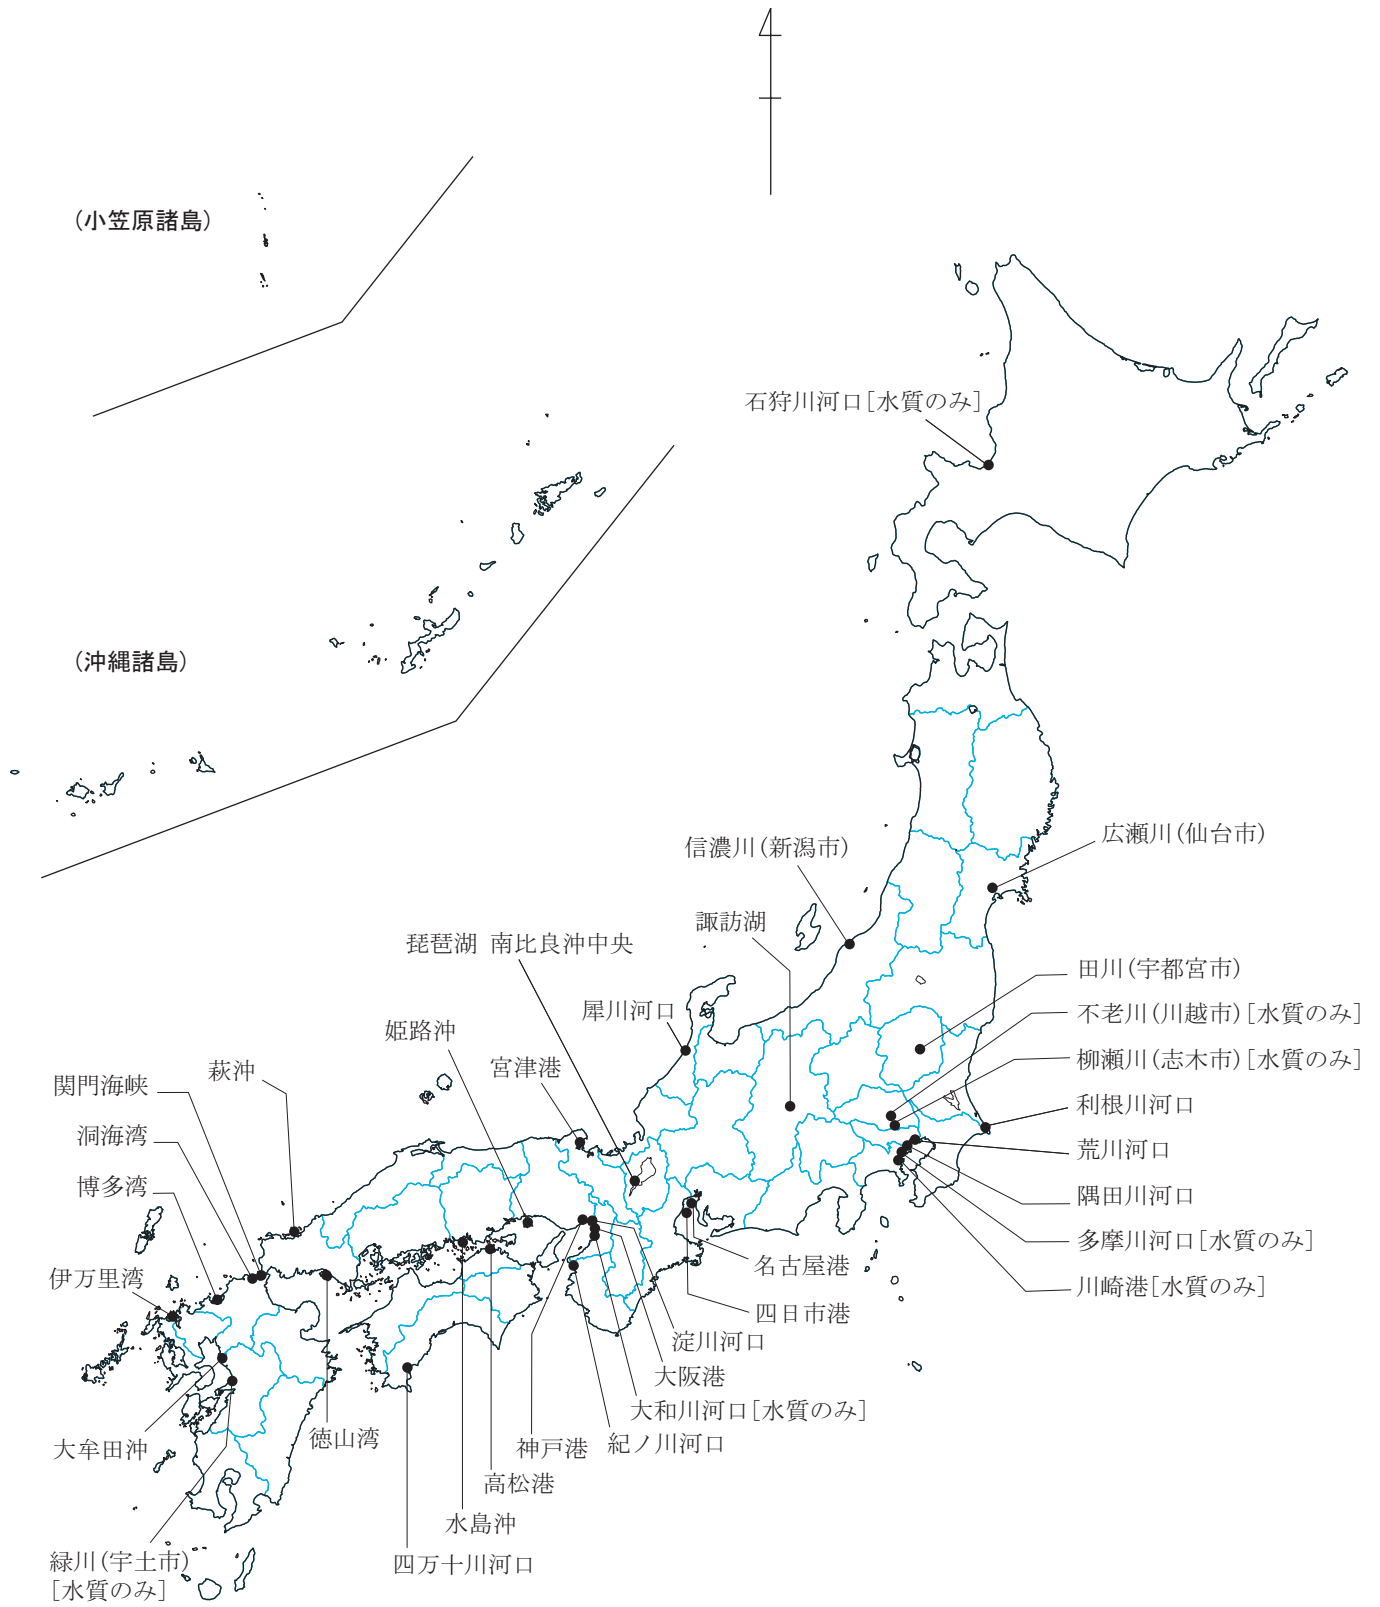 (小笠原諸島)
石狩川河口[水質のみ]
(沖縄諸島)
広瀬川(仙台市)
信濃川(新潟市)
諏訪湖
琵琶湖 南比良沖中央
田川(宇都宮市)
犀川河口
不老川(川越市)[水質のみ]
姫路沖
宮津港
柳瀬川(志木市)[水質のみ]
萩沖
関門海峡
利根川河口
洞海湾
荒川河口
博多湾
隅田川河口
多摩川河口[水質のみ]
名古屋港
伊万里湾
川崎港[水質のみ]
四日市港
淀川河口
大阪港
大和川河口[水質のみ]
徳山湾
紀ノ川河口
神戸港
大牟田沖
高松港
水島沖
四万十川河口
緑川(宇土市)
[水質のみ]